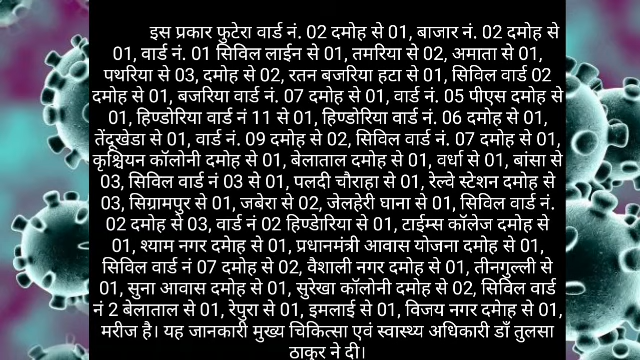 इस प्रकार फुटेरा वार्ड नं. 02 दमोह से 01, बाजार नं. 02 दमोह से
01, वार्ड नं. 01 सिविल लाईन से 01, तमरिया से 02, अमाता से 01,
पथरिया से 03, दमोह से 02, रतन बजरिया हटा से 01, सिविल वार्ड 02
दमोह से 01, बजरिया वार्ड नं. 07 दमोह से 01, वार्ड नं. 05 पीएस दमोह से
01, हिण्डोरिया वार्ड नं 11 से 01, हिण्डोरिया वार्ड नं. 06 दमोह से 01,
तेंदूखेडा से 01, वार्ड नं. 09 दमोह से 02, सिविल वार्ड नं. 07 दमोह से 01,
कृश्चियन कॉलोनी दमोह से 01, बेलाताल दमोह से 01, वर्धा से 01, बांसा से
03, सिविल वार्ड नं 03 से 01, पलदी चौराहा से 01, रेल्वे स्टेशन दमोह से
03, सिग्रामपुर से 01, जबेरा से 02, जेलहेरी घाना से 01, सिविल वार्ड नं.
02 दमोह से 03, वार्ड नं 02 हिण्डेारिया से 01, टाईम्स कॉलेज दमोह से
01, श्याम नगर दमेाह से 01, प्रधानमंत्री आवास योजना दमोह से 01,
सिविल वार्ड नं 07 दमोह से 02, वैशाली नगर दमोह से 01, तीनगुल्ली से
01, सुना आवास दमोह से 01, सुरेखा कॉलोनी दमोह से 02, सिविल वार्ड
नं 2 बेलाताल से 01, रेपुरा से 01, इमलाई से 01, विजय नगर दमेाह से 01,
मरीज है। यह जानकारी मुख्य चिकित्सा एवं स्वास्थ्य अधिकारी डॉ तुलसा
ठाकुर ने दी।